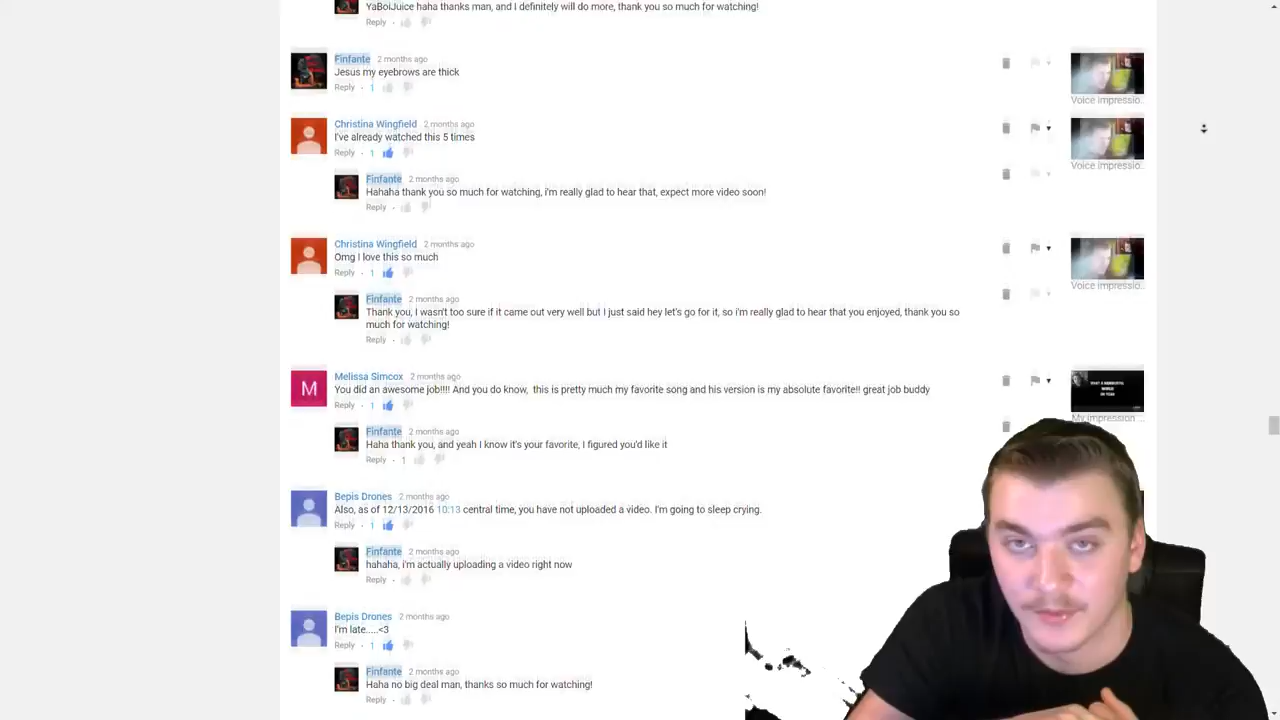 YaBoiJuice haha thanks man, and I definitely will do more, thank you so much for watching!
Reply
Finfante 2 months ago
Jesus my eyebrows are thick
Reply · 1
Voice Impressio...
Christina Wingfield 2 months ago
I've already watched this 5 times
Reply · 1
Voice Impressio...
Finfante 2 months ago
Hahaha thank you so much for watching, i'm really glad to hear that, expect more video soon!
Reply
Christina Wingfield 2 months ago
Omg I love this so much
Reply · 1
Voice Impressio...
Finfante 2 months ago
Thank you, I wasn't too sure if it came out very well but I just said hey let's go for it, so i'm really glad to hear that you enjoyed, thank you so
much for watching!
Reply
M
Melissa Simcox 2 months ago
You did an awesome job!!!! And you do know, this is pretty much my favorite song and his version is my absolute favorite!! great job buddy
Reply · 1
WHAT A WONDERFUL
WORLD
My impression
Finfante 2 months ago
Haha thank you, and yeah I know it's your favorite, I figured you'd like it
Reply · 1
Bepis Drones 2 months ago
Also, as of 12/13/2016 10:13 central time, you have not uploaded a video. I'm going to sleep crying.
Reply · 1
Finfante 2 months ago
hahaha, i'm actually uploading a video right now
Reply
Bepis Drones 2 months ago
I'm late.....<3
Reply · 1
Finfante 2 months ago
Haha no big deal man, thanks so much for watching!
Reply